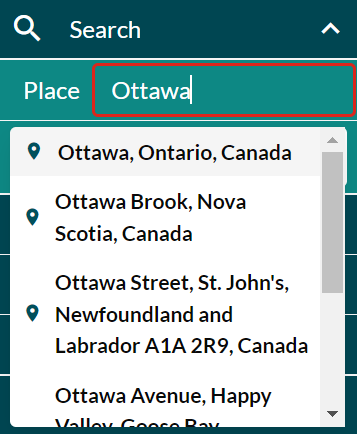 Search
Place Ottawa
Ottawa, Ontario, Canada
Ottawa Brook, Nova
Scotia, Canada
Ottawa Street, St. John's,
Newfoundland and
Labrador A1A 2R9, Canada
Ottawa Avenue, Happy
Valley-Goose Bay,